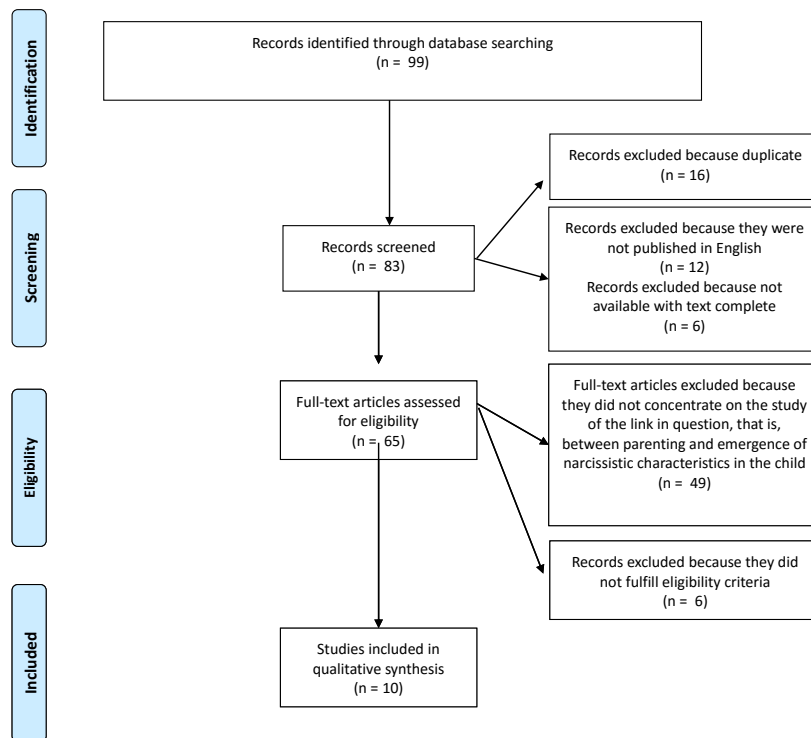 Identification
Records identified through database searching
(n = 99)
Records excluded because duplicate
(n = 16)
Screening
Records screened
(n = 83)
Records excluded because they were
not published in English
(n = 12)
Records excluded because not
available with text complete
(n = 6)
Eligibility
Full-text articles assessed
for eligibility
(n = 65)
Full-text articles excluded because
they did not concentrate on the study
of the link in question, that is,
between parenting and emergence of
narcissistic characteristics in the child
(n = 49)
Records excluded because they did
not fulfill eligibility criteria
(n = 6)
Included
Studies included in
qualitative synthesis
(n = 10)